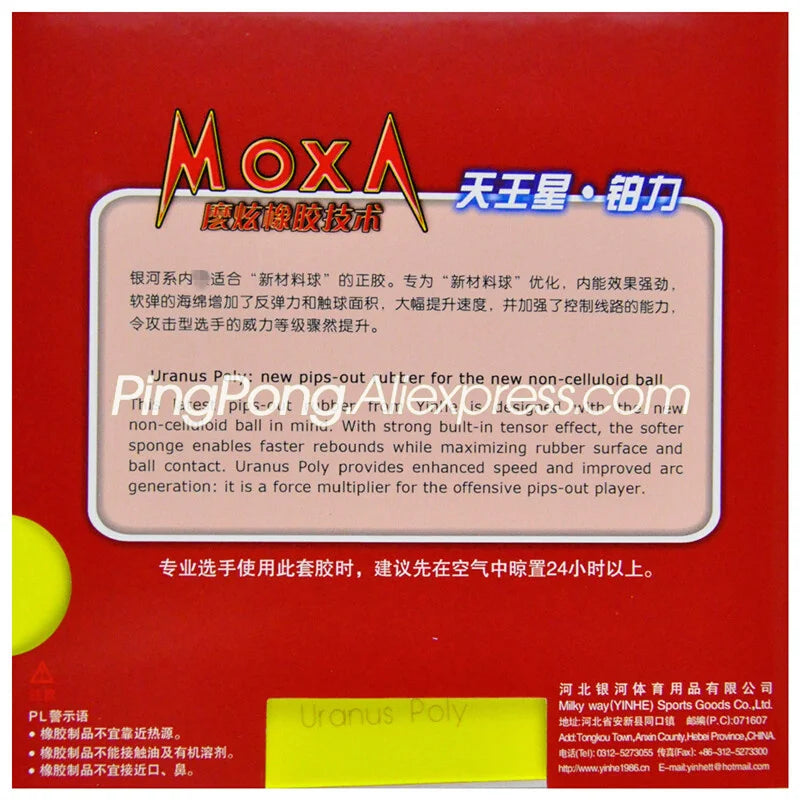 MOXA
磨炫橡胶技术
天王星·铂力
银河系内 适合“新材料球”的正胶。专为“新材料球”优化，内能效果强劲，
软弹的海绵增加了反弹力和触球面积，大幅提升速度，并加强了控制线路的能力，
令攻击型选手的威力等级骤然提升。
Uranus Poly: new pips-out rubber for the new non-celluloid ball
PingPong.Aliexpress.com
This latest pips-out rubber from Yinhe is designed with the new
non-celluloid ball in mind. With strong built-in tensor effect, the softer
sponge enables faster rebounds while maximizing rubber surface and
ball contact. Uranus Poly provides enhanced speed and improved arc
generation: it is a force multiplier for the offensive pips-out player.
专业选手使用此套胶时，建议先在空气中晾置24小时以上。
PL警示语
• 橡胶制品不宜靠近热源。
• 橡胶制品不能接触油及有机溶剂。
• 橡胶制品不宜接近口、鼻。
Uranus Poly
河北银河体育用品有限公司
Milky way(YINHE) Sports Goods Co.,Ltd.
地址:河北省安新县同口镇 邮编(P.C):071607
Add:Tongkou Town,Anxin County,Hebei Province,CHINA.
电话(Tel): 0312-5273055 传真(Fax): +86-312-5273300
http://www.yinhe1986.cn E-mail:yinhett@hotmail.com